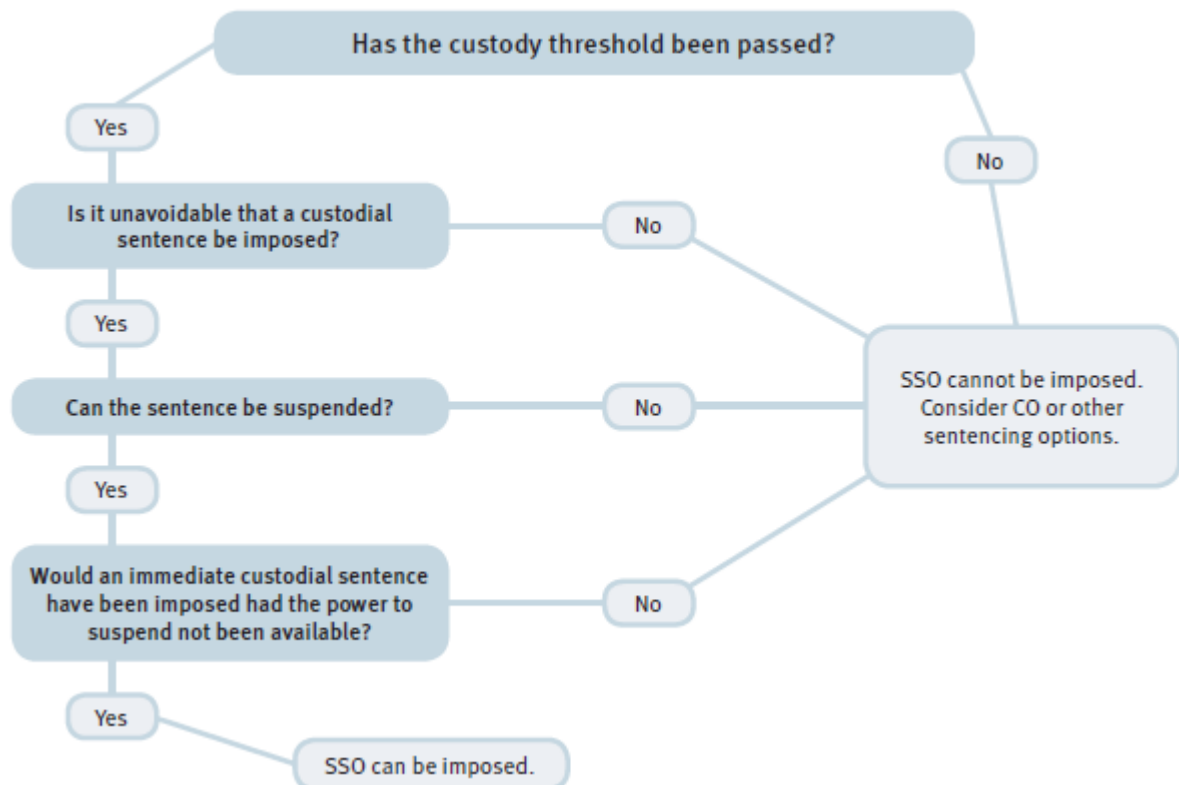 Has the custody threshold been passed?
Yes
No
Is it unavoidable that a custodial
sentence be imposed?
No
Yes
SSO cannot be imposed.
Consider CO or other
sentencing options.
Can the sentence be suspended?
No
Yes
Would an immediate custodial sentence
have been imposed had the power to
suspend not been available?
No
Yes
SSO can be imposed.